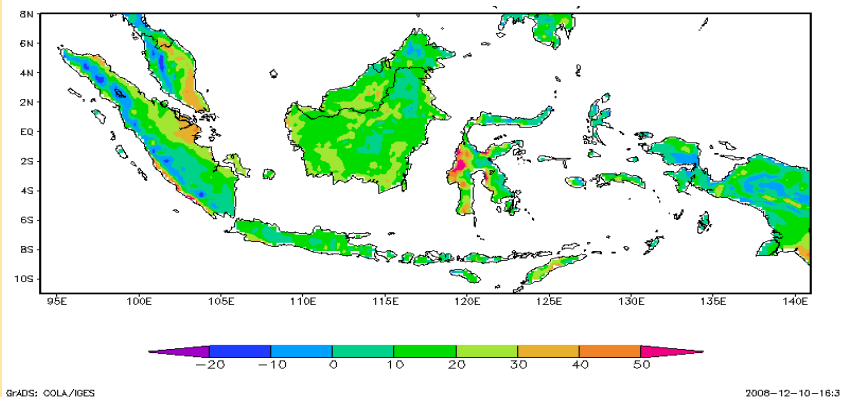 8N
6N
4N
2N
EQ
2S
4S
6S
8S
10S
95E 100E 105E 110E 115E 120E 125E 130E 135E 140E
-20 -10 0 10 20 30 40 50
GrADS: COLA/IGES 2008-12-10-16:3